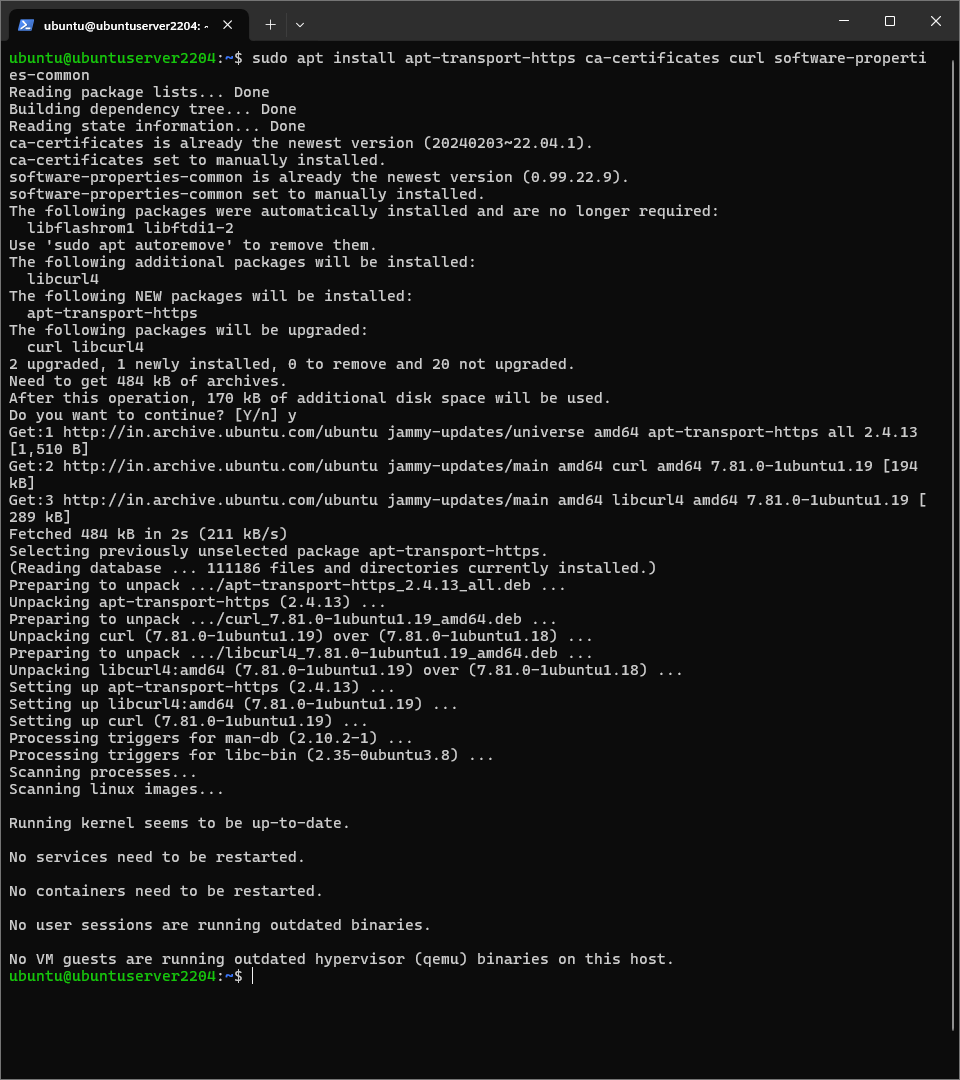 ubuntu@ubuntuserver2204: ~
ubuntu@ubuntuserver2204:~$ sudo apt install apt-transport-https ca-certificates curl software-properti
es-common
Reading package lists... Done
Building dependency tree... Done
Reading state information... Done
ca-certificates is already the newest version (20240203~22.04.1).
ca-certificates set to manually installed.
software-properties-common is already the newest version (0.99.22.9).
software-properties-common set to manually installed.
The following packages were automatically installed and are no longer required:
  libflashrom1 libftdi1-2
Use 'sudo apt autoremove' to remove them.
The following additional packages will be installed:
  libcurl4
The following NEW packages will be installed:
  apt-transport-https
The following packages will be upgraded:
  curl libcurl4
2 upgraded, 1 newly installed, 0 to remove and 20 not upgraded.
Need to get 484 kB of archives.
After this operation, 170 kB of additional disk space will be used.
Do you want to continue? [Y/n] y
Get:1 http://in.archive.ubuntu.com/ubuntu jammy-updates/universe amd64 apt-transport-https all 2.4.13
[1,510 B]
Get:2 http://in.archive.ubuntu.com/ubuntu jammy-updates/main amd64 curl amd64 7.81.0-1ubuntu1.19 [194
kB]
Get:3 http://in.archive.ubuntu.com/ubuntu jammy-updates/main amd64 libcurl4 amd64 7.81.0-1ubuntu1.19 [
289 kB]
Fetched 484 kB in 2s (211 kB/s)
Selecting previously unselected package apt-transport-https.
(Reading database ... 111186 files and directories currently installed.)
Preparing to unpack .../apt-transport-https_2.4.13_all.deb ...
Unpacking apt-transport-https (2.4.13) ...
Preparing to unpack .../curl_7.81.0-1ubuntu1.19_amd64.deb ...
Unpacking curl (7.81.0-1ubuntu1.19) over (7.81.0-1ubuntu1.18) ...
Preparing to unpack .../libcurl4_7.81.0-1ubuntu1.19_amd64.deb ...
Unpacking libcurl4:amd64 (7.81.0-1ubuntu1.19) over (7.81.0-1ubuntu1.18) ...
Setting up apt-transport-https (2.4.13) ...
Setting up libcurl4:amd64 (7.81.0-1ubuntu1.19) ...
Setting up curl (7.81.0-1ubuntu1.19) ...
Processing triggers for man-db (2.10.2-1) ...
Processing triggers for libc-bin (2.35-0ubuntu3.8) ...
Scanning processes...
Scanning linux images...

Running kernel seems to be up-to-date.

No services need to be restarted.

No containers need to be restarted.

No user sessions are running outdated binaries.

No VM guests are running outdated hypervisor (qemu) binaries on this host.
ubuntu@ubuntuserver2204:~$